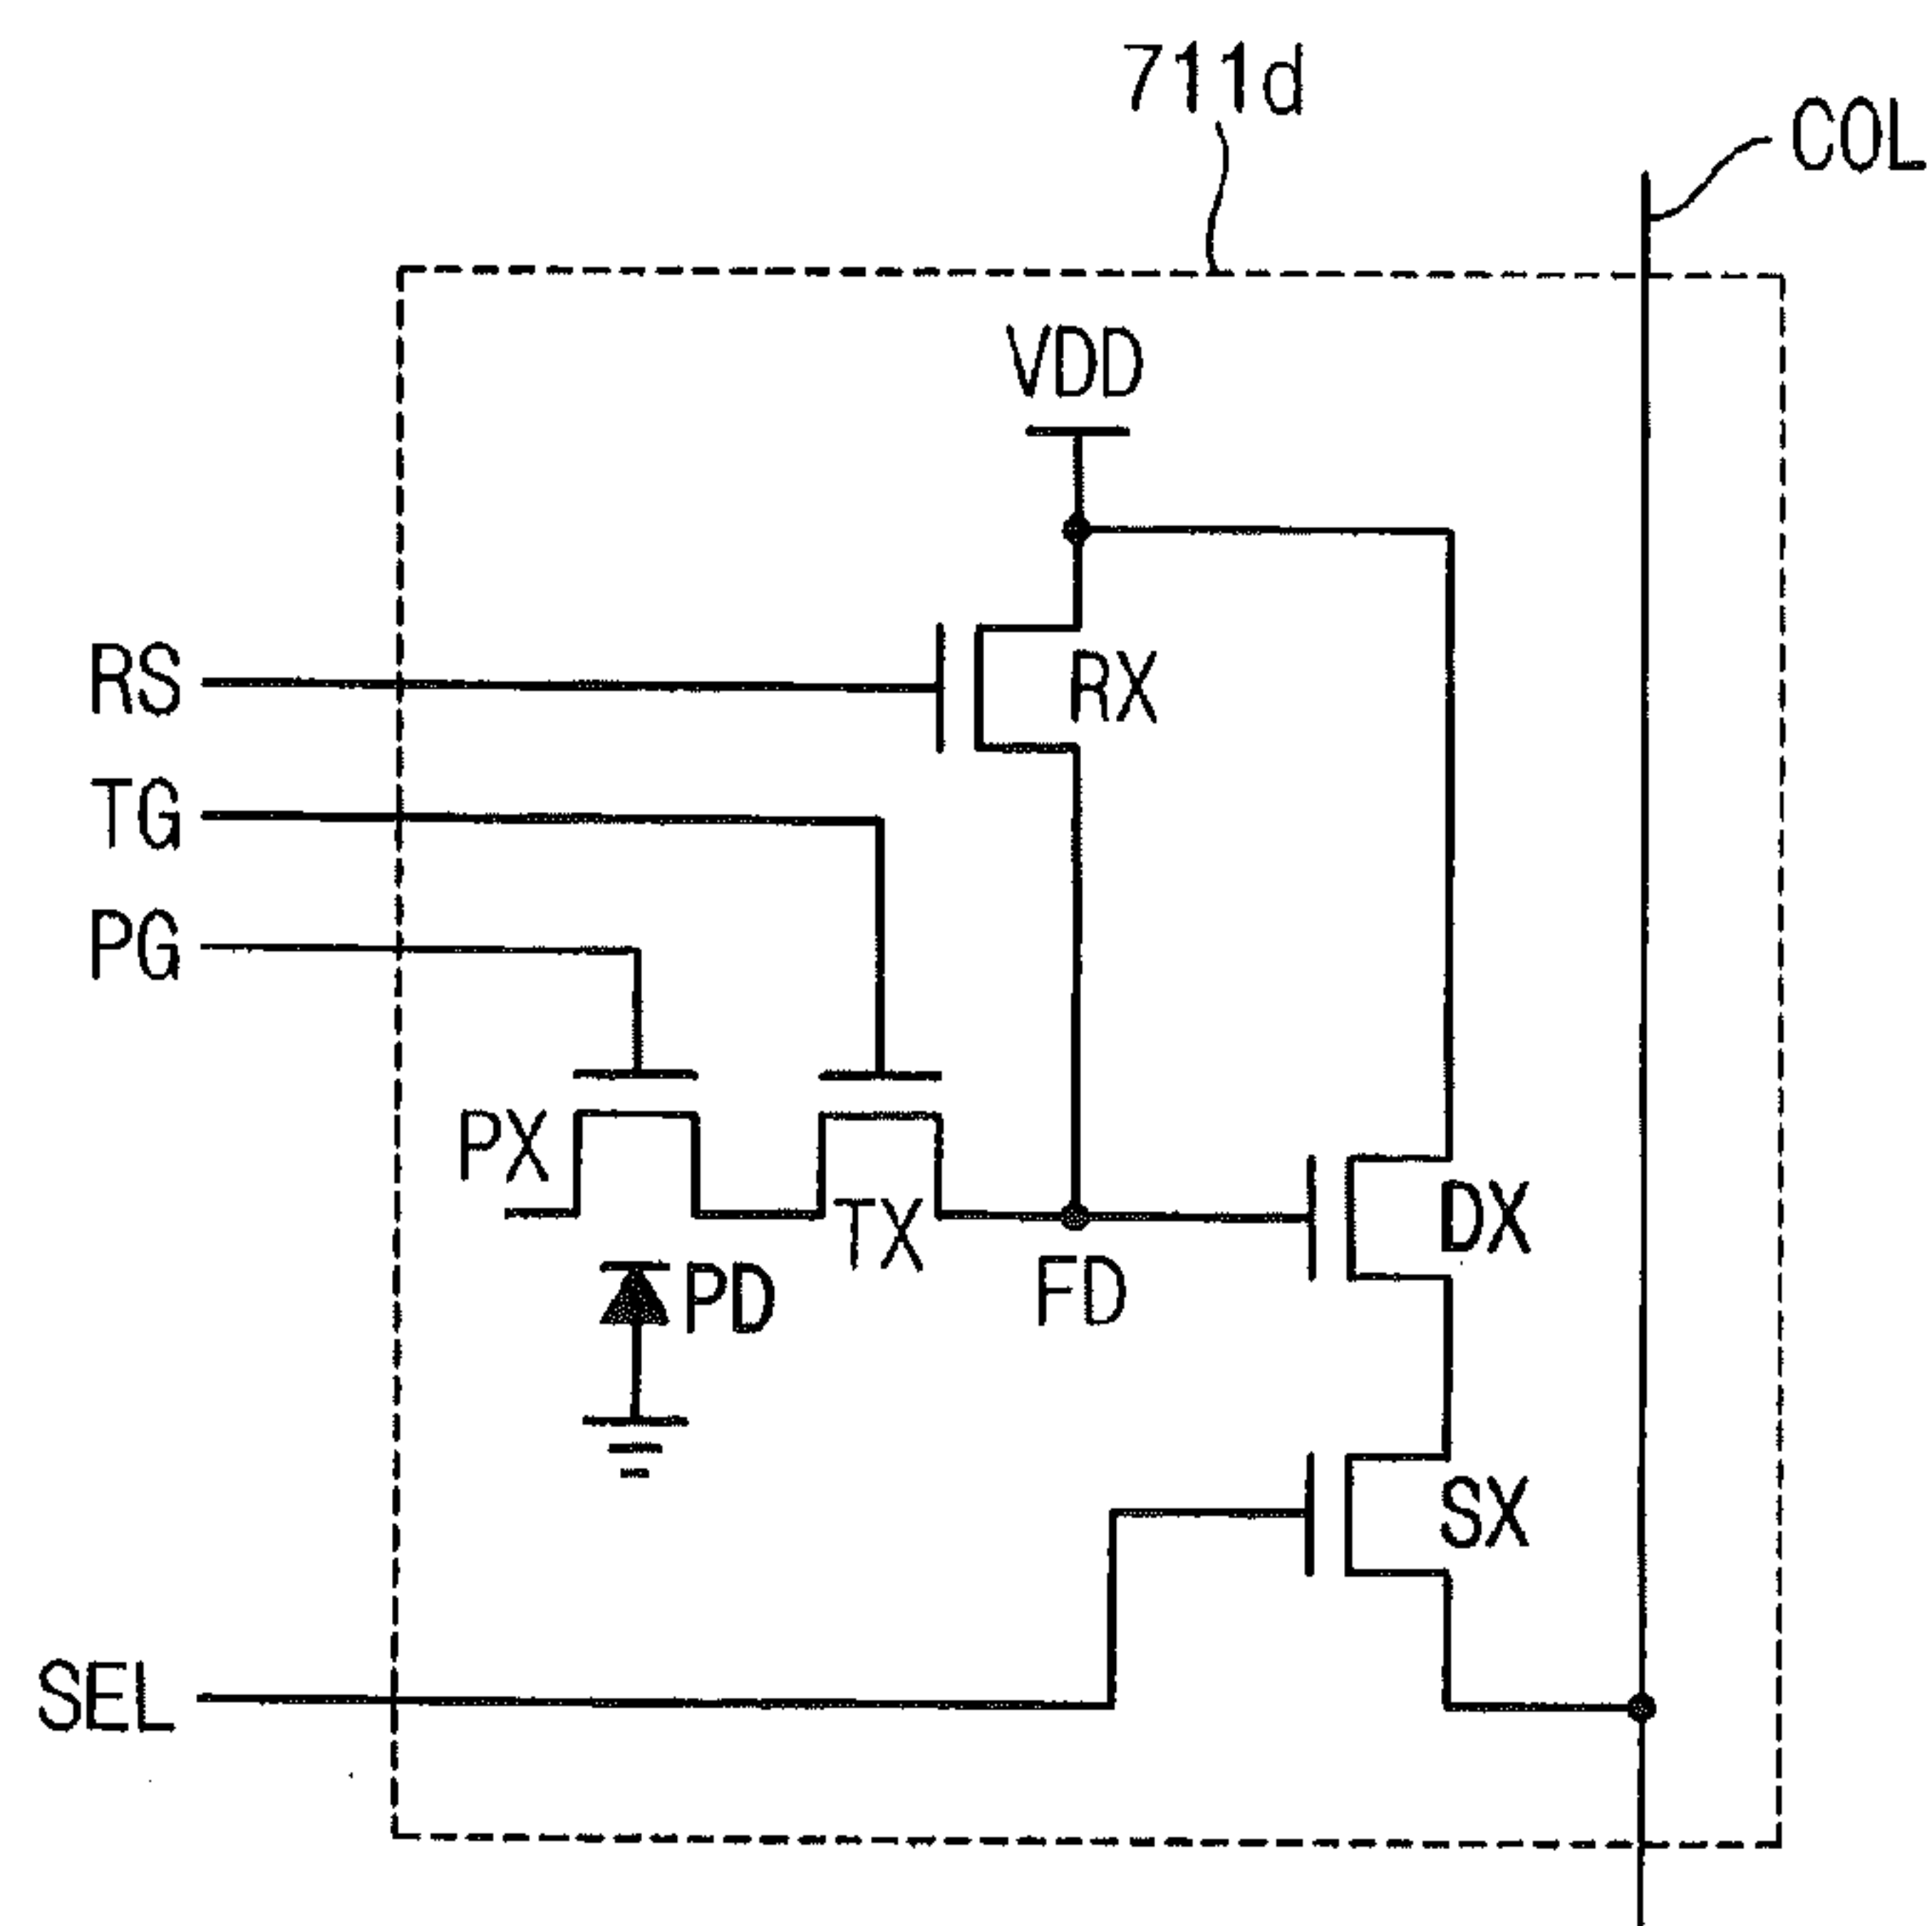 711d
COL
VDD
RS
RX
TG
PG
PX
TX
DX
PD
FD
SX
SEL